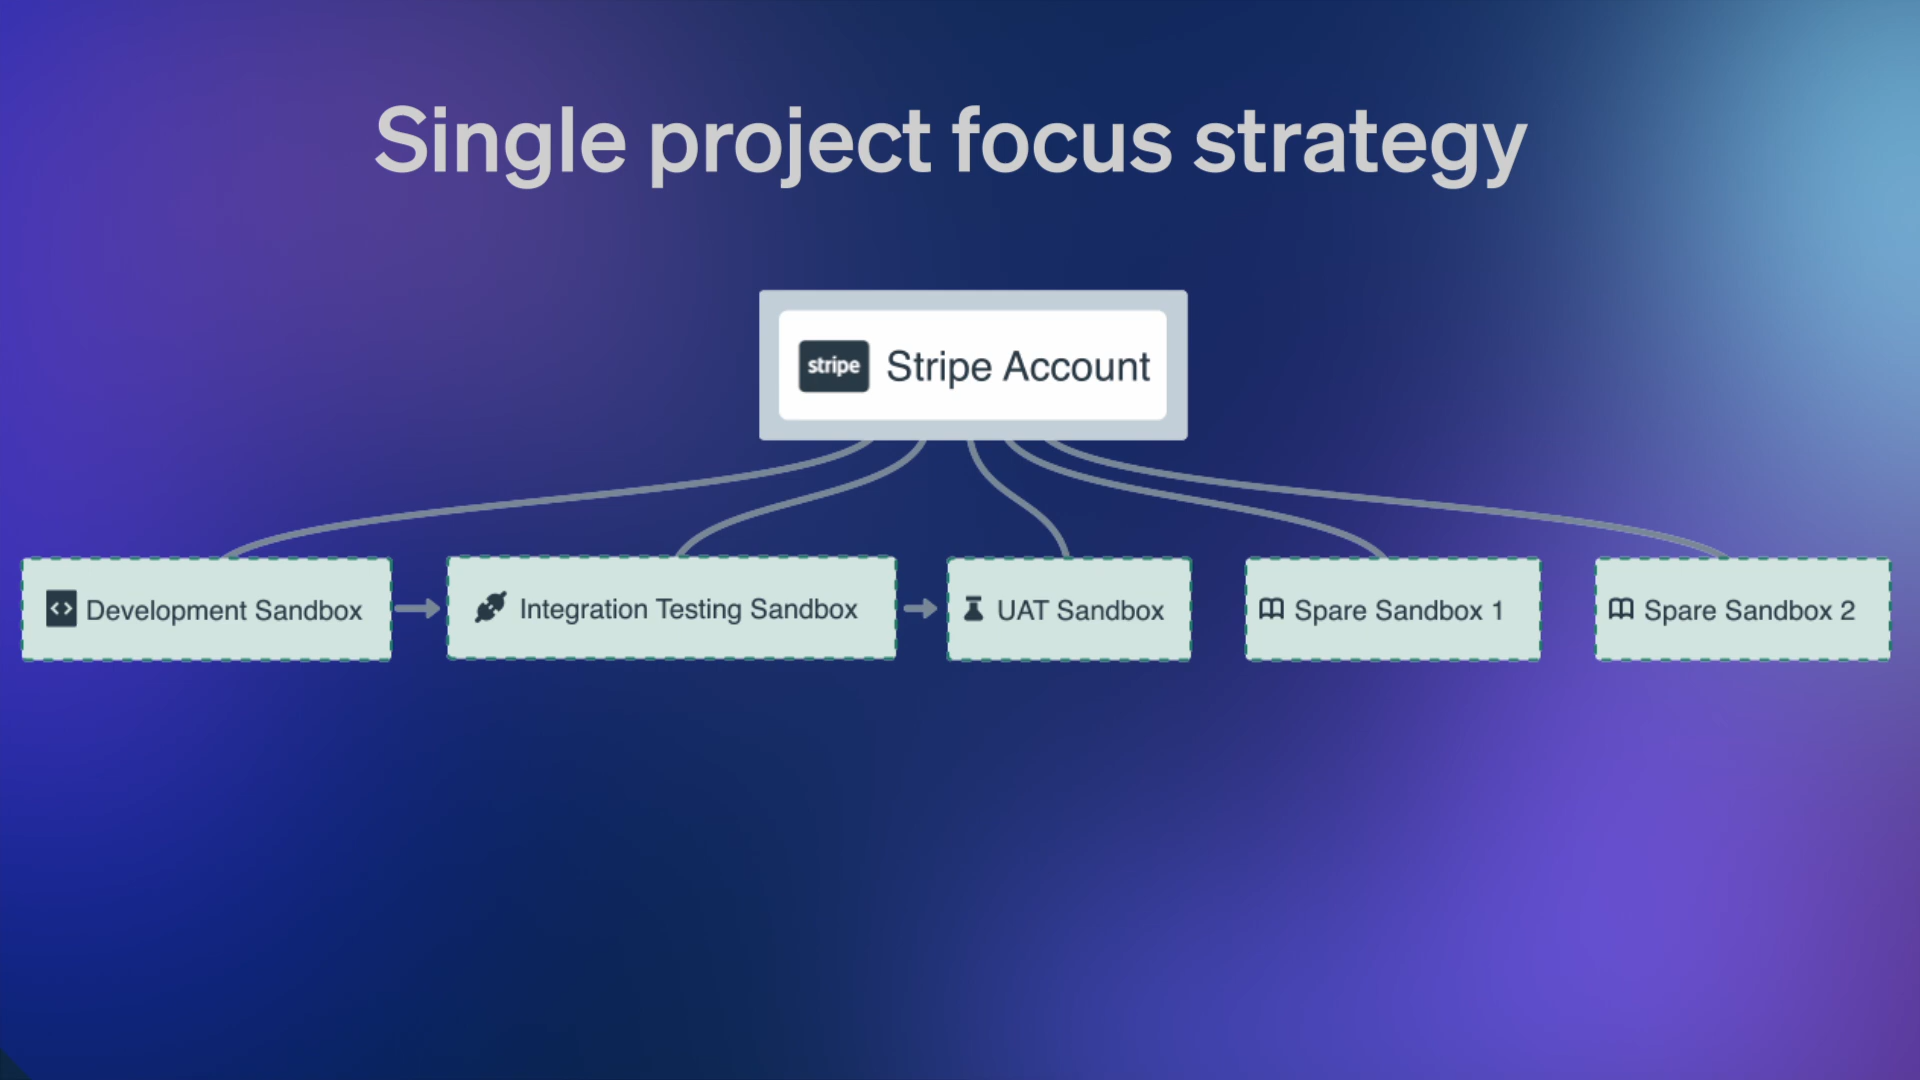 Single project focus strategy
stripe Stripe Account
Development Sandbox
Integration Testing Sandbox
UAT Sandbox
Spare Sandbox 1
Spare Sandbox 2